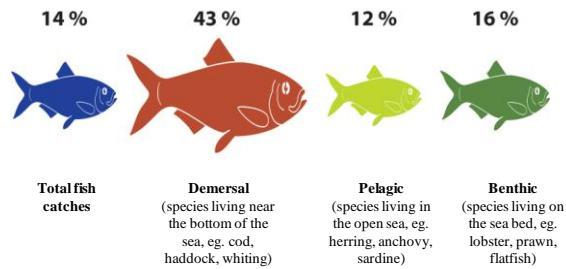 14 %
43 %
12 %
16 %
Total fish
catches
Demersal
(species living near
the bottom of the
sea, eg. cod,
haddock, whiting)
Pelagic
(species living in
the open sea, eg.
herring, anchovy,
sardine)
Benthic
(species living on
the sea bed, eg.
lobster, prawn,
flatfish)